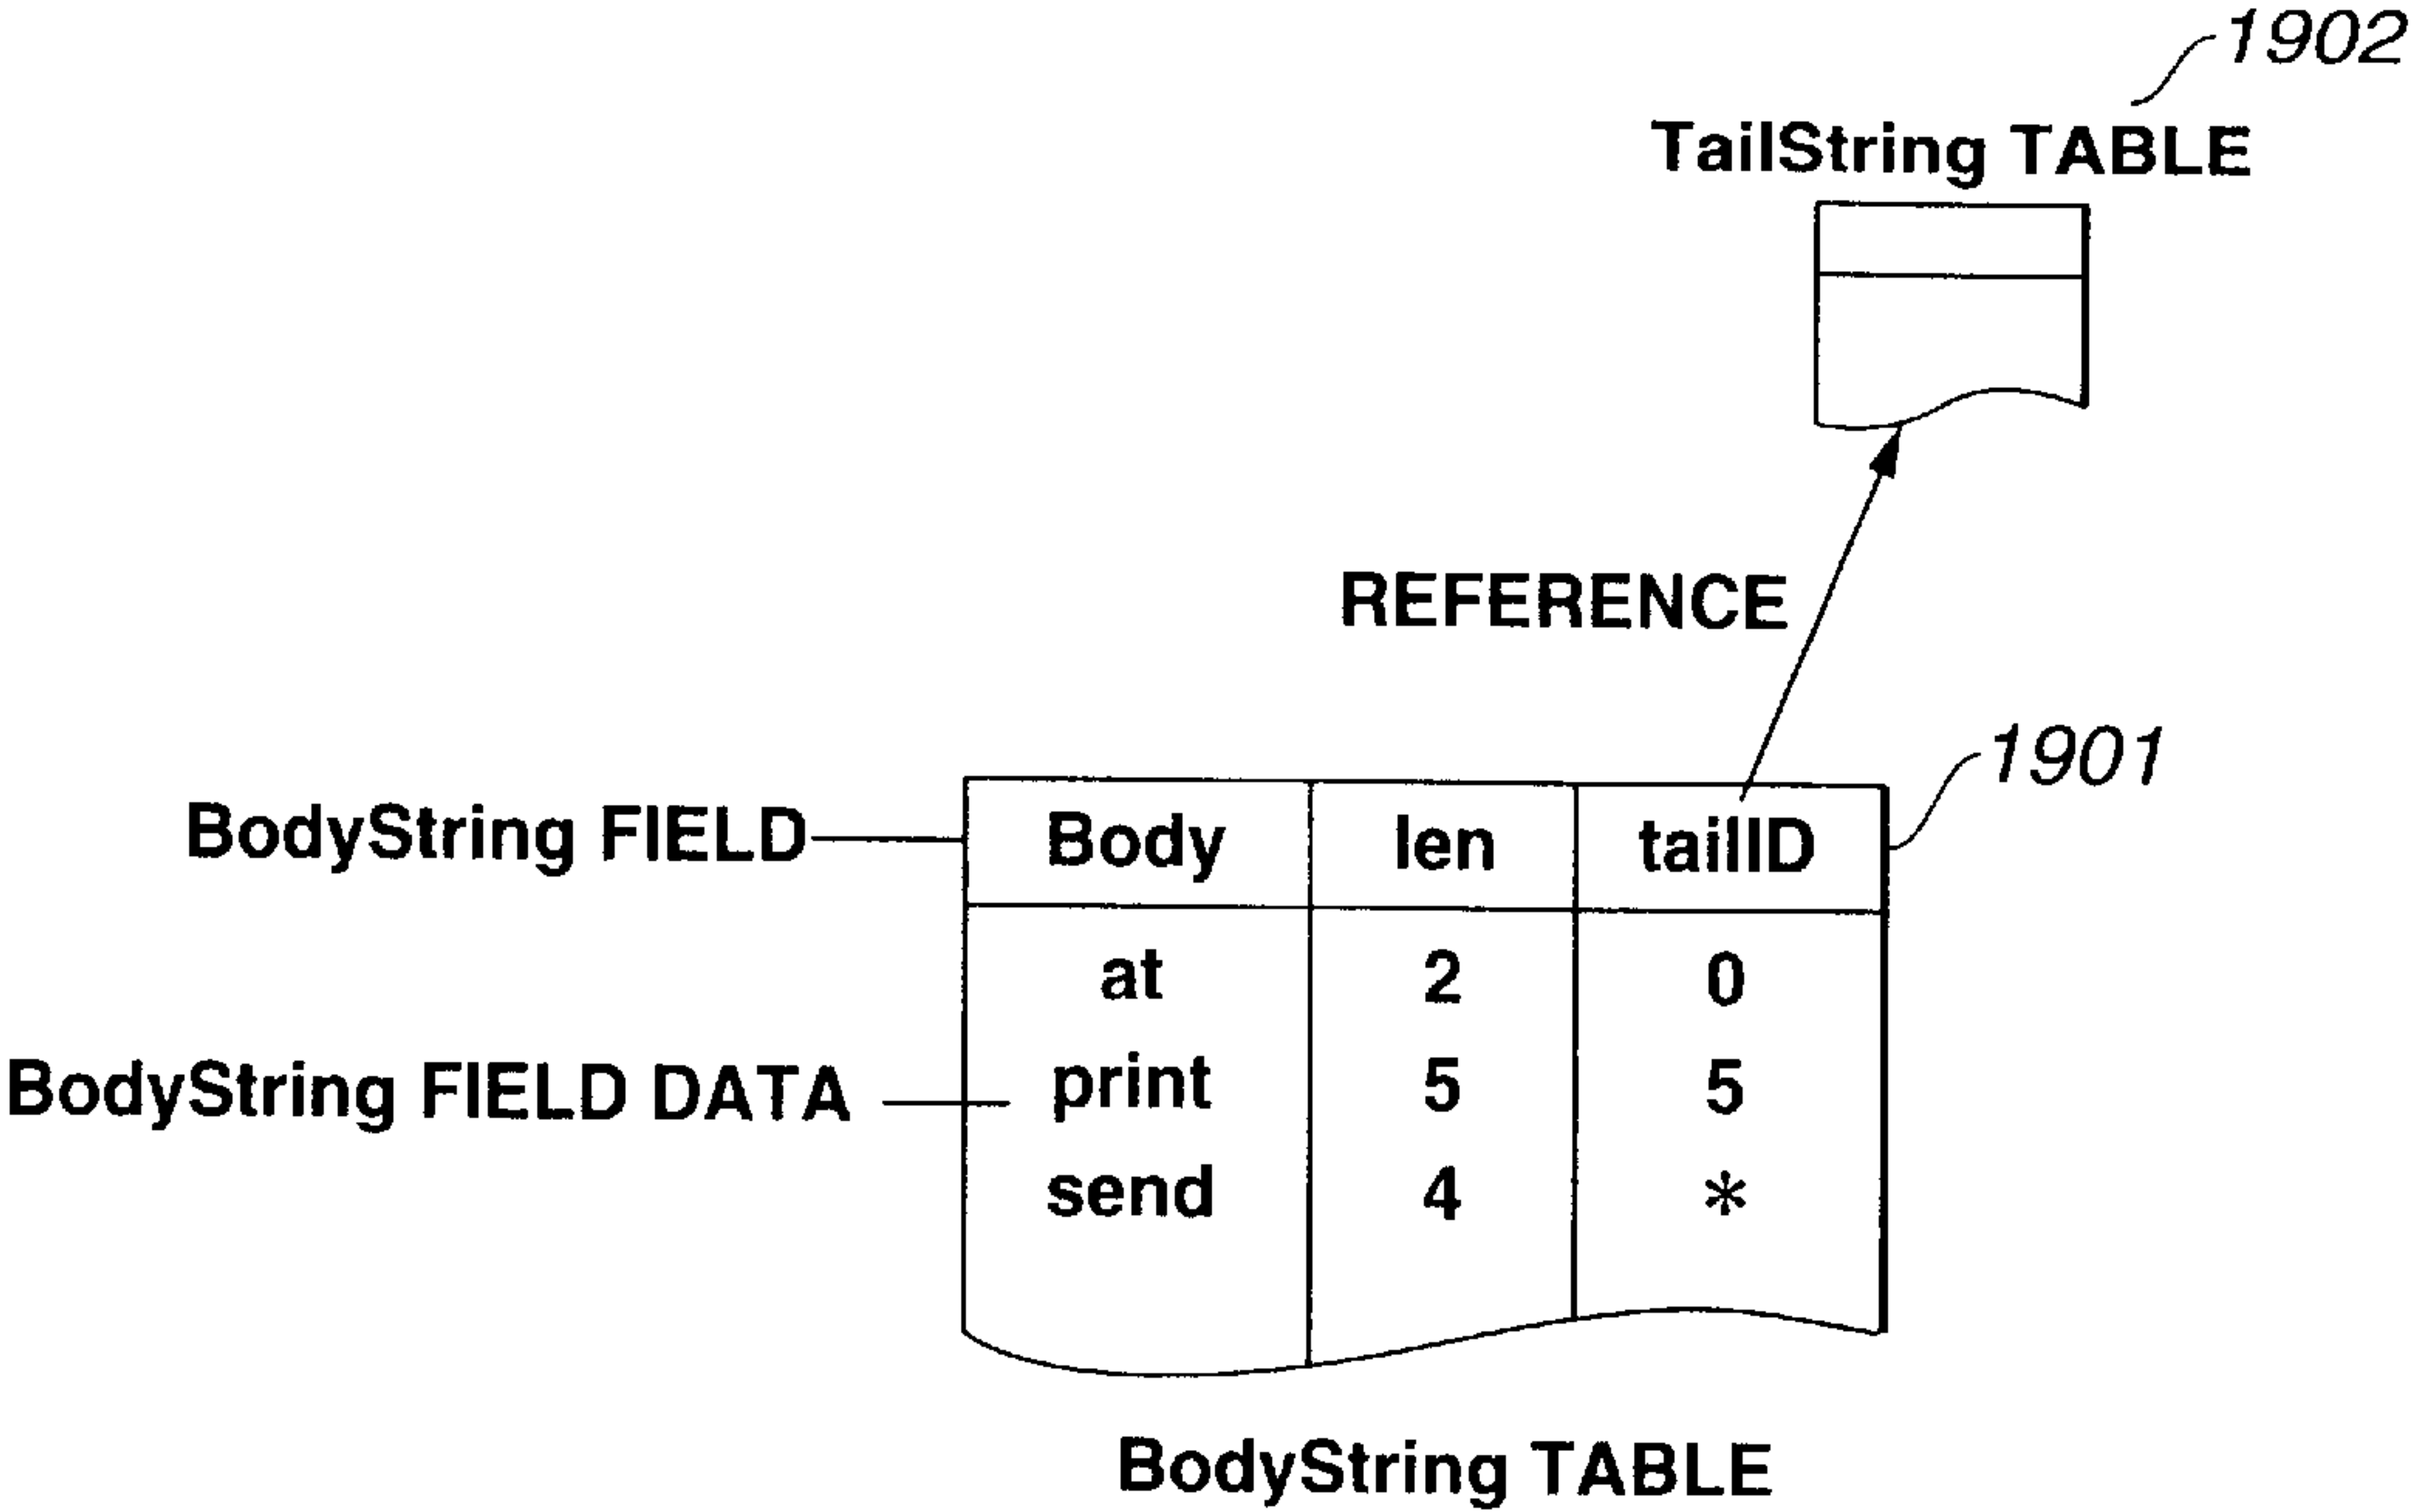 1902
TailString TABLE
REFERENCE
1901
BodyString FIELD
Body len tailID
at 2 0
BodyString FIELD DATA
print 5 5
send 4 *
BodyString TABLE